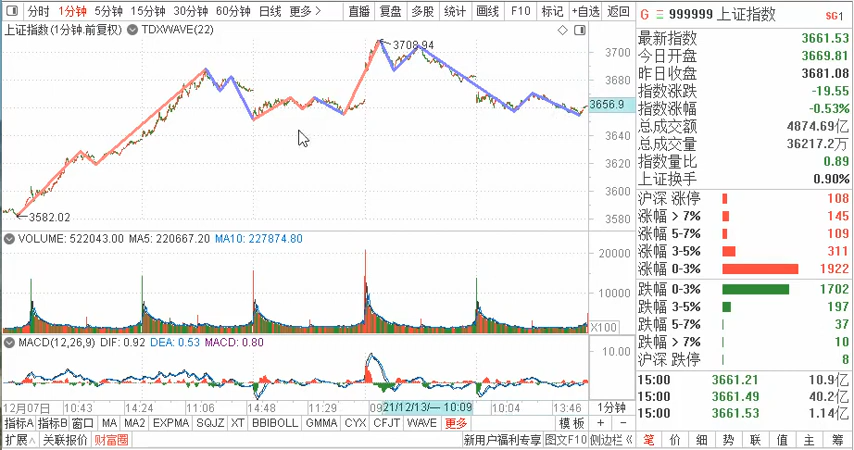 分时 1分钟 5分钟 15分钟 30分钟 60分钟 日线 更多 > 直播 复盘 多股 统计 画线 F10 标记 +自选 返回
上证指数(1分钟.前复权) TDXWAVE(22)
3708.94
3700
3680
3656.9
3640
3620
3600
3580
3582.02
VOLUME: 522043.00 MA5: 220667.20 MA10: 227874.80
20000
10000
X100
MACD(12,26,9) DIF: 0.92 DEA: 0.53 MACD: 0.80
10.00
12月07日 10:43 14:24 11:06 14:48 11:29 09 21/12/13/一 10:09 10:04 13:46 1分钟
指标A 指标B 窗口 MA MA2 EXPMA SQJZ XT BBIBOLL GMMA CYX CFJT WAVE 更多 模板 + −
扩展∧ 关联报价 财富圈 新用户福利专享 图文F10 侧边栏《
G 三 999999 上证指数 SG1
最新指数 3661.53
今日开盘 3669.81
昨日收盘 3681.08
指数涨跌 -19.55
指数涨幅 -0.53%
总成交额 4874.69亿
总成交量 36217.2万
指数量比 0.89
上证换手 0.90%
沪深 涨停 108
涨幅 > 7% 145
涨幅 5-7% 109
涨幅 3-5% 311
涨幅 0-3% 1922
跌幅 0-3% 1702
跌幅 3-5% 197
跌幅 5-7% 37
跌幅 > 7% 10
沪深 跌停 8
15:00 3661.21 10.9亿
15:00 3661.49 40.2亿
15:00 3661.53 1.14亿
笔 价 细 势 联 值 主 筹